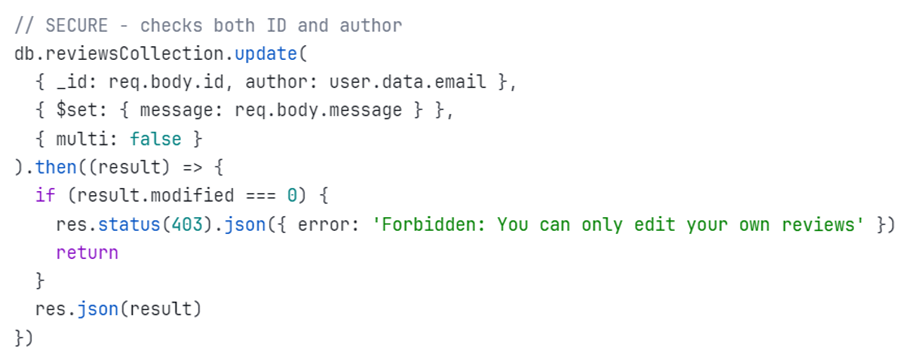 // SECURE - checks both ID and author
db.reviewsCollection.update(
  { _id: req.body.id, author: user.data.email },
  { $set: { message: req.body.message } },
  { multi: false }
).then((result) => {
  if (result.modified === 0) {
    res.status(403).json({ error: 'Forbidden: You can only edit your own reviews' })
    return
  }
  res.json(result)
})